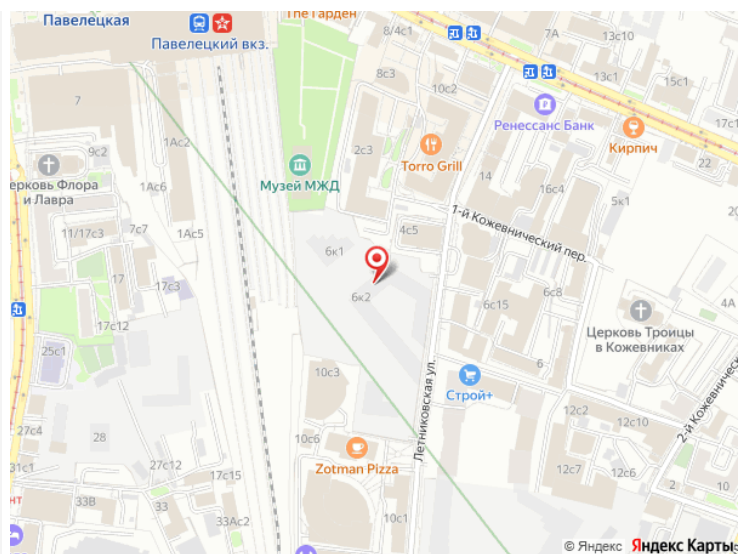 Павелецкая
The Гарден
8/4с1
7А
13с10
Павелецкий вкз.
8с3
10с2
13с1
15с1
7
Ренессанс Банк
17с1
1Ас2
2с3
Torro Grill
Кирпич
9с2
14
22
1Ас6
Музей МЖД
16с4
Церковь Флора
и Лавра
5к1
1-й Кожевнический пер.
11/17с3
7с7
1Ас5
4с5
6к1
17
17с3
6с8
6к2
6с15
4А
17с12
Церковь Троицы
в Кожевниках
25с1
6
10с3
Летниковская ул.
Строй+
2-й Кожевнический
12с2
12с10
27с4
28
10с6
Zotman Pizza
31с1
27с12
12с7
12с6
17с15
2
33В
10
33Ас2
10с1
© Яндекс Яндекс Карты